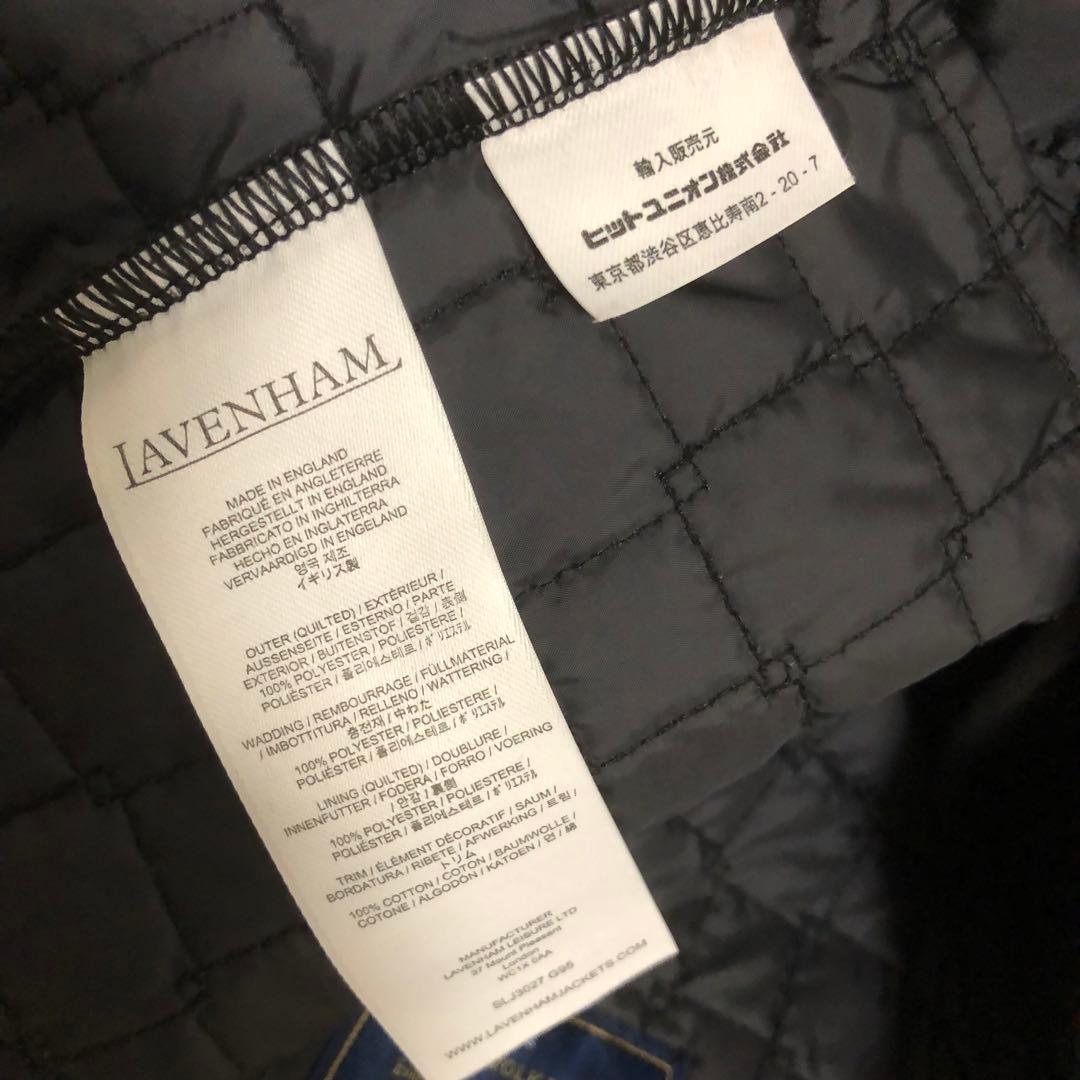 輸入販売元
ヒットユニオン株式会社
東京都渋谷区恵比寿南2-20-7
LAVENHAM
MADE IN ENGLAND
FABRIQUÉ EN ANGLETERRE
HERGESTELLT IN ENGLAND
FABBRICATO IN INGHILTERRA
HECHO EN INGLATERRA
VERVAARDIGD IN ENGELAND
영국 제조
イギリス製
OUTER (QUILTED) / EXTÉRIEUR /
AUSSENSEITE / ESTERNO / PARTE
EXTERIOR / BUITENSTOF / 겉감 / 表側
100% POLYESTER / POLIESTERE /
POLIÉSTER / 폴리에스테르 / ﾎﾟﾘｴｽﾃﾙ
WADDING / REMBOURRAGE / FÜLLMATERIAL
/ IMBOTTITURA / RELLENO / WATTERING /
충전재 / 中わた
100% POLYESTER / POLIESTERE /
POLIÉSTER / 폴리에스테르 / ﾎﾟﾘｴｽﾃﾙ
LINING (QUILTED) / DOUBLURE /
INNENFUTTER / FODERA / FORRO / VOERING
/ 안감 / 裏側
100% POLYESTER / POLIESTERE /
POLIÉSTER / 폴리에스테르 / ﾎﾟﾘｴｽﾃﾙ
TRIM / ÉLÉMENT DÉCORATIF / SAUM /
BORDATURA / RIBETE / AFWERKING / 트림 /
トリム
100% COTTON / COTON / BAUMWOLLE /
COTONE / ALGODÓN / KATOEN / 면 / 綿
MANUFACTURER
LAVENHAM LEISURE LTD
37 Mount Pleasant
London
WC1X 0AA
SLJ3027 G95
WWW.LAVENHAMJACKETS.COM